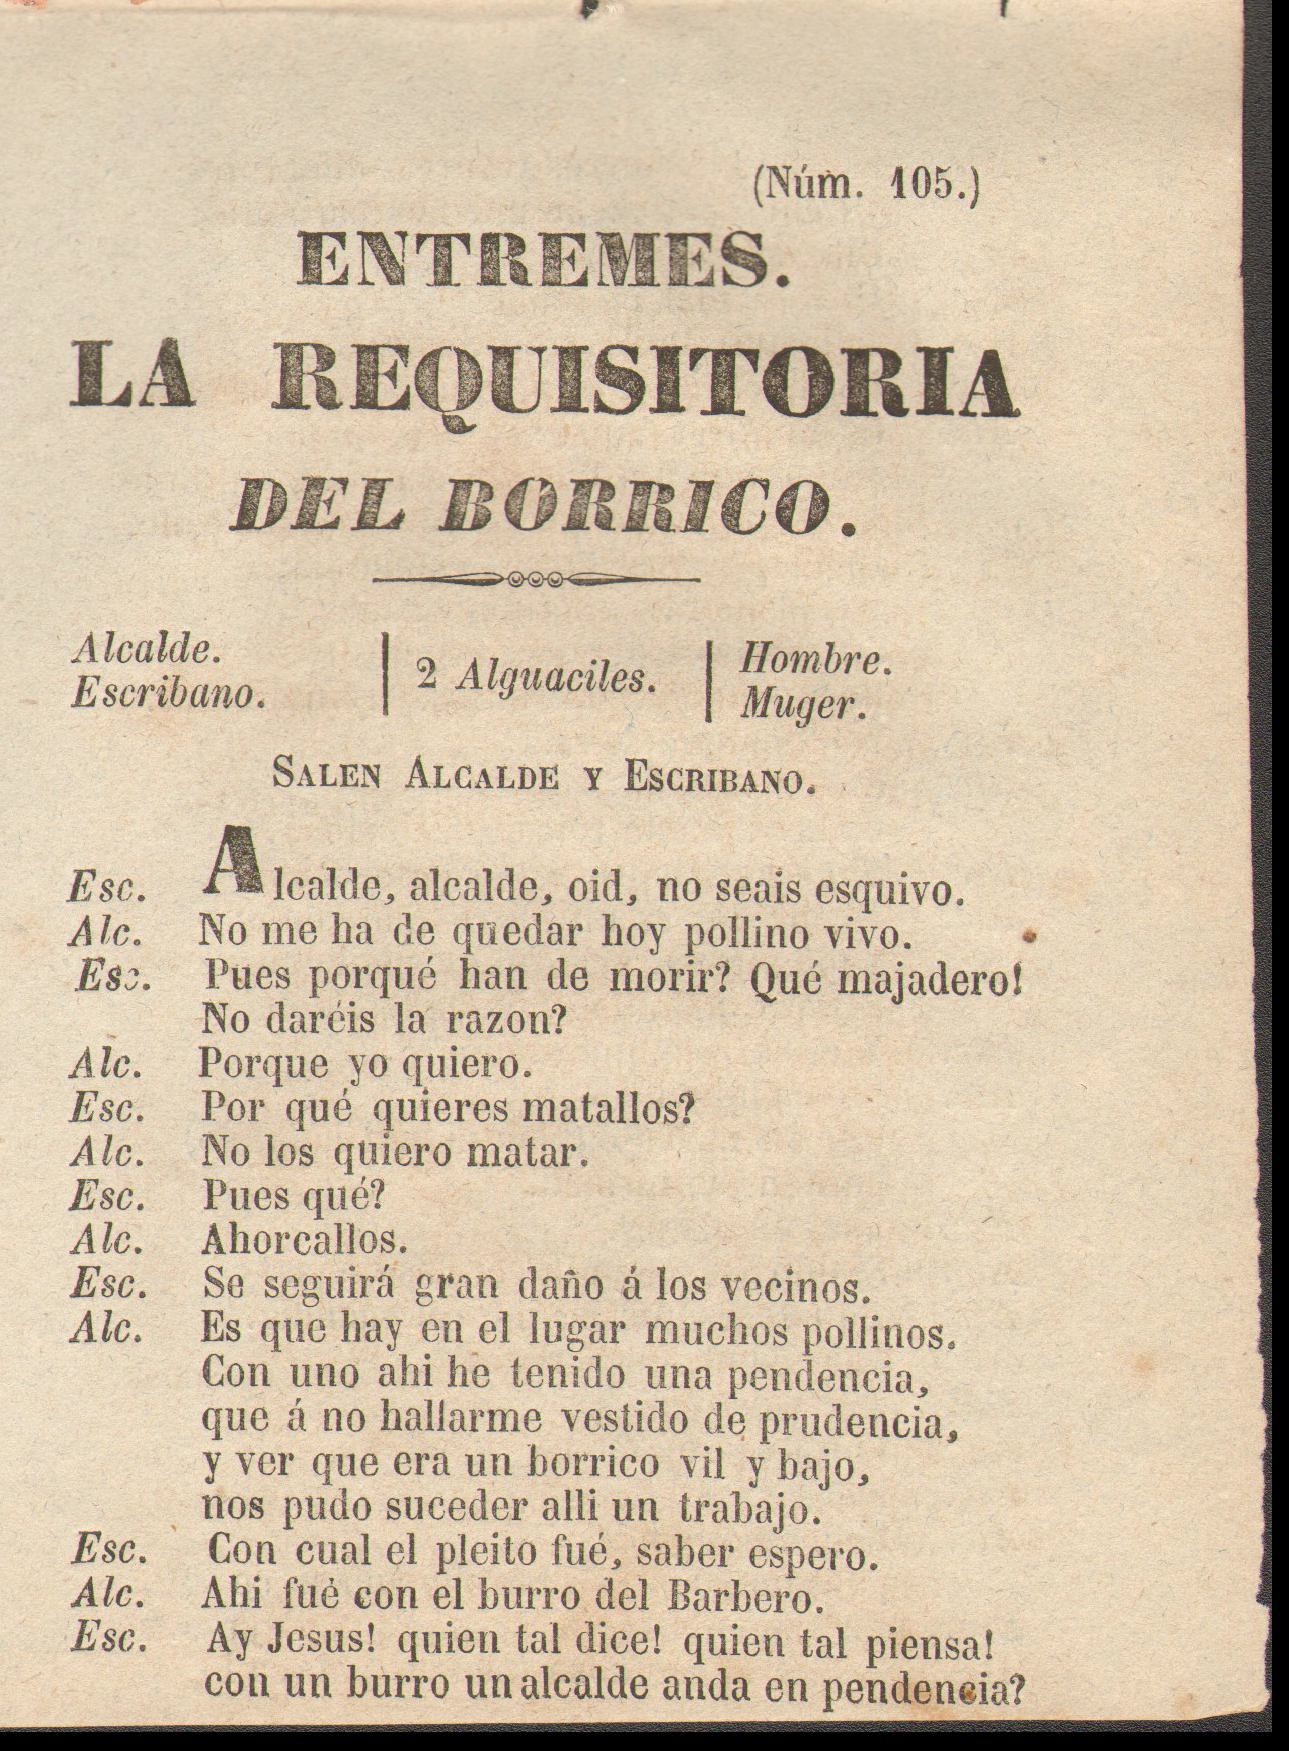 (Núm. 105.)
ENTREMES.
LA REQUISITORIA
DEL BORRICO.
Alcalde.
Escribano.
2 Alguaciles.
Hombre.
Muger.
SALEN ALCALDE Y ESCRIBANO.
Esc. Alcalde, alcalde, oid, no seais esquivo.
Alc. No me ha de quedar hoy pollino vivo.
Esc. Pues porqué han de morir? Qué majadero!
No daréis la razon?
Alc. Porque yo quiero.
Esc. Por qué quieres matallos?
Alc. No los quiero matar.
Esc. Pues qué?
Alc. Ahorcallos.
Esc. Se seguirá gran daño á los vecinos.
Alc. Es que hay en el lugar muchos pollinos.
Con uno ahi he tenido una pendencia,
que á no hallarme vestido de prudencia,
y ver que era un borrico vil y bajo,
nos pudo suceder alli un trabajo.
Esc. Con cual el pleito fué, saber espero.
Alc. Ahi fué con el burro del Barbero.
Esc. Ay Jesus! quien tal dice! quien tal piensa!
con un burro un alcalde anda en pendencia?